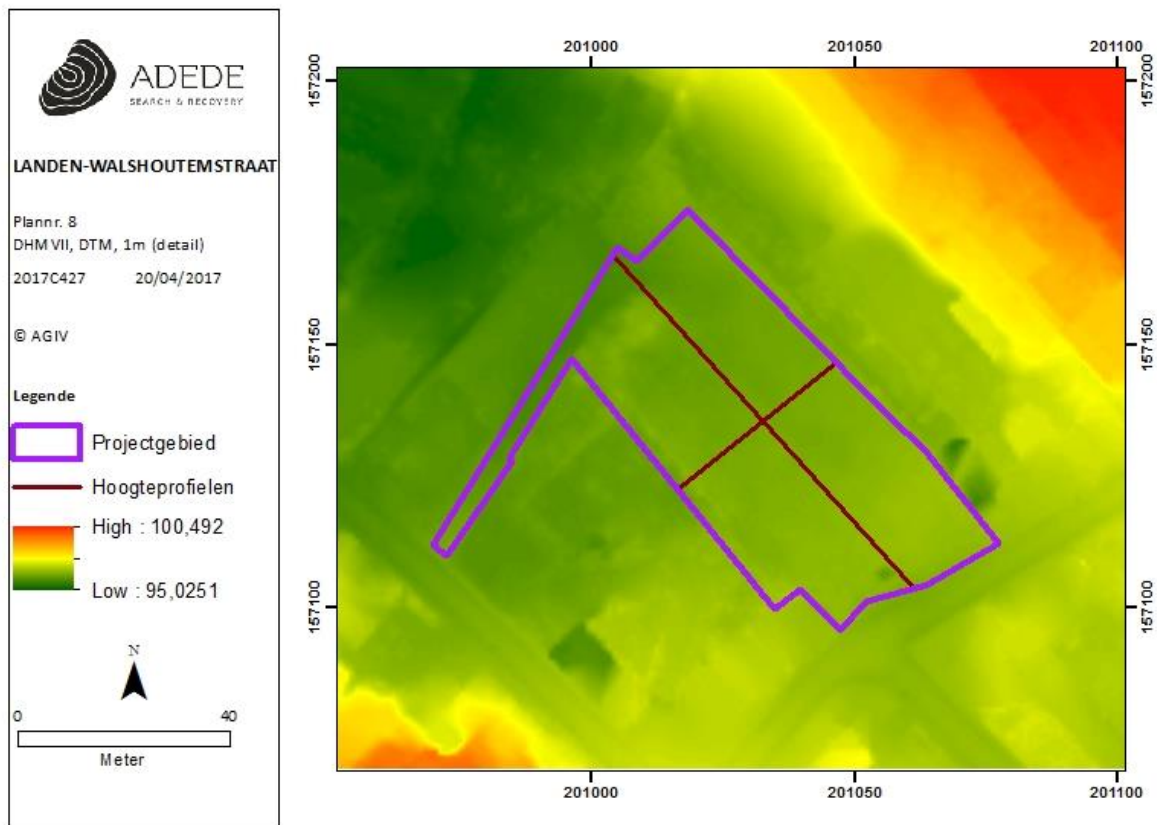 ADEDE
SEARCH & RECOVERY
LANDEN-WALSHOUTEMSTRAAT
Plannr. 8
DHM VII, DTM, 1m (detail)
2017C427 20/04/2017
© AGIV
Legende
Projectgebied
Hoogteprofielen
High : 100,492
Low : 95,0251
N
0 40
Meter
201000 201050 201100
157200 157200
157150 157150
157100 157100
201000 201050 201100